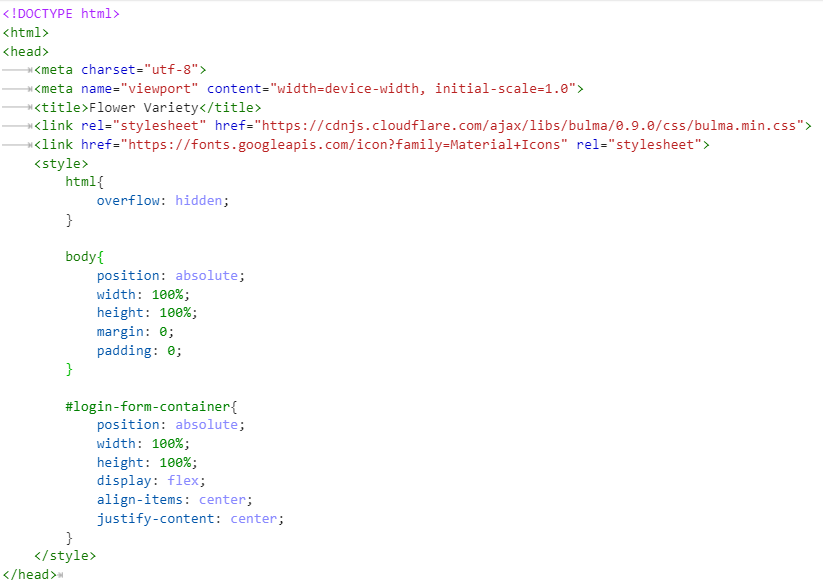 <!DOCTYPE html>
<html>
<head>
<meta charset="utf-8">
<meta name="viewport" content="width=device-width, initial-scale=1.0">
<title>Flower Variety</title>
<link rel="stylesheet" href="https://cdnjs.cloudflare.com/ajax/libs/bulma/0.9.0/css/bulma.min.css">
<link href="https://fonts.googleapis.com/icon?family=Material+Icons" rel="stylesheet">
<style>
html{
overflow: hidden;
}
body{
position: absolute;
width: 100%;
height: 100%;
margin: 0;
padding: 0;
}
#login-form-container{
position: absolute;
width: 100%;
height: 100%;
display: flex;
align-items: center;
justify-content: center;
}
</style>
</head>